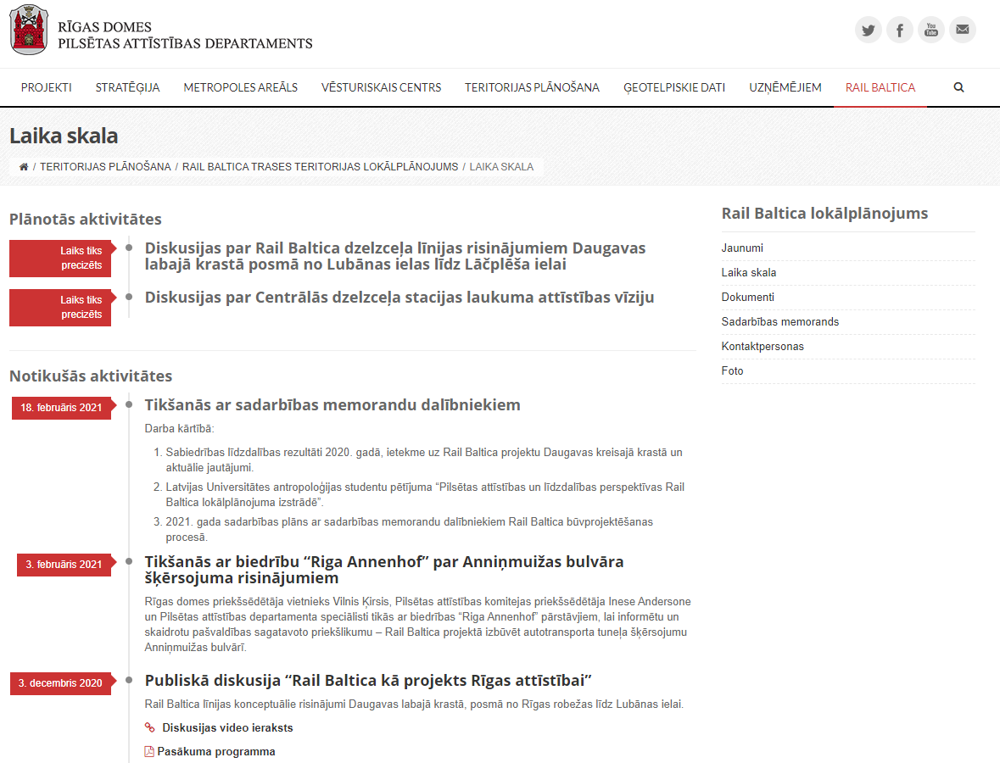 RĪGAS DOMES
PILSĒTAS ATTĪSTĪBAS DEPARTAMENTS
You
Tube
PROJEKTI STRATĒĢIJA METROPOLES AREĀLS VĒSTURISKAIS CENTRS TERITORIJAS PLĀNOŠANA ĢEOTELPISKIE DATI UZŅĒMĒJIEM RAIL BALTICA
Laika skala
/ TERITORIJAS PLĀNOŠANA / RAIL BALTICA TRASES TERITORIJAS LOKĀLPLĀNOJUMS / LAIKA SKALA
Plānotās aktivitātes
Laiks tiks
precizēts
Diskusijas par Rail Baltica dzelzceļa līnijas risinājumiem Daugavas
labajā krastā posmā no Lubānas ielas līdz Lāčplēša ielai
Laiks tiks
precizēts
Diskusijas par Centrālās dzelzceļa stacijas laukuma attīstības vīziju
Notikušās aktivitātes
18. februāris 2021
Tikšanās ar sadarbības memorandu dalībniekiem
Darba kārtībā:
1. Sabiedrības līdzdalības rezultāti 2020. gadā, ietekme uz Rail Baltica projektu Daugavas kreisajā krastā un
aktuālie jautājumi.
2. Latvijas Universitātes antropoloģijas studentu pētījuma “Pilsētas attīstības un līdzdalības perspektīvas Rail
Baltica lokālplānojuma izstrādē”.
3. 2021. gada sadarbības plāns ar sadarbības memorandu dalībniekiem Rail Baltica būvprojektēšanas
procesā.
3. februāris 2021
Tikšanās ar biedrību “Riga Annenhof” par Anniņmuižas bulvāra
šķērsojuma risinājumiem
Rīgas domes priekšsēdētāja vietnieks Vilnis Ķirsis, Pilsētas attīstības komitejas priekšsēdētāja Inese Andersone
un Pilsētas attīstības departamenta speciālisti tikās ar biedrības “Riga Annenhof” pārstāvjiem, lai informētu un
skaidrotu pašvaldības sagatavoto priekšlikumu – Rail Baltica projektā izbūvēt autotransporta tuneļa šķērsojumu
Anniņmuižas bulvārī.
3. decembris 2020
Publiskā diskusija “Rail Baltica kā projekts Rīgas attīstībai”
Rail Baltica līnijas konceptuālie risinājumi Daugavas labajā krastā, posmā no Rīgas robežas līdz Lubānas ielai.
Diskusijas video ieraksts
Pasākuma programma
Rail Baltica lokālplānojums
Jaunumi
Laika skala
Dokumenti
Sadarbības memorands
Kontaktpersonas
Foto